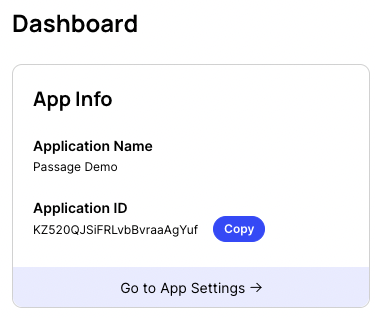 Dashboard
App Info
Application Name
Passage Demo
Application ID
KZ520QJSiFRLvbBvraaAgYuf
Copy
Go to App Settings →